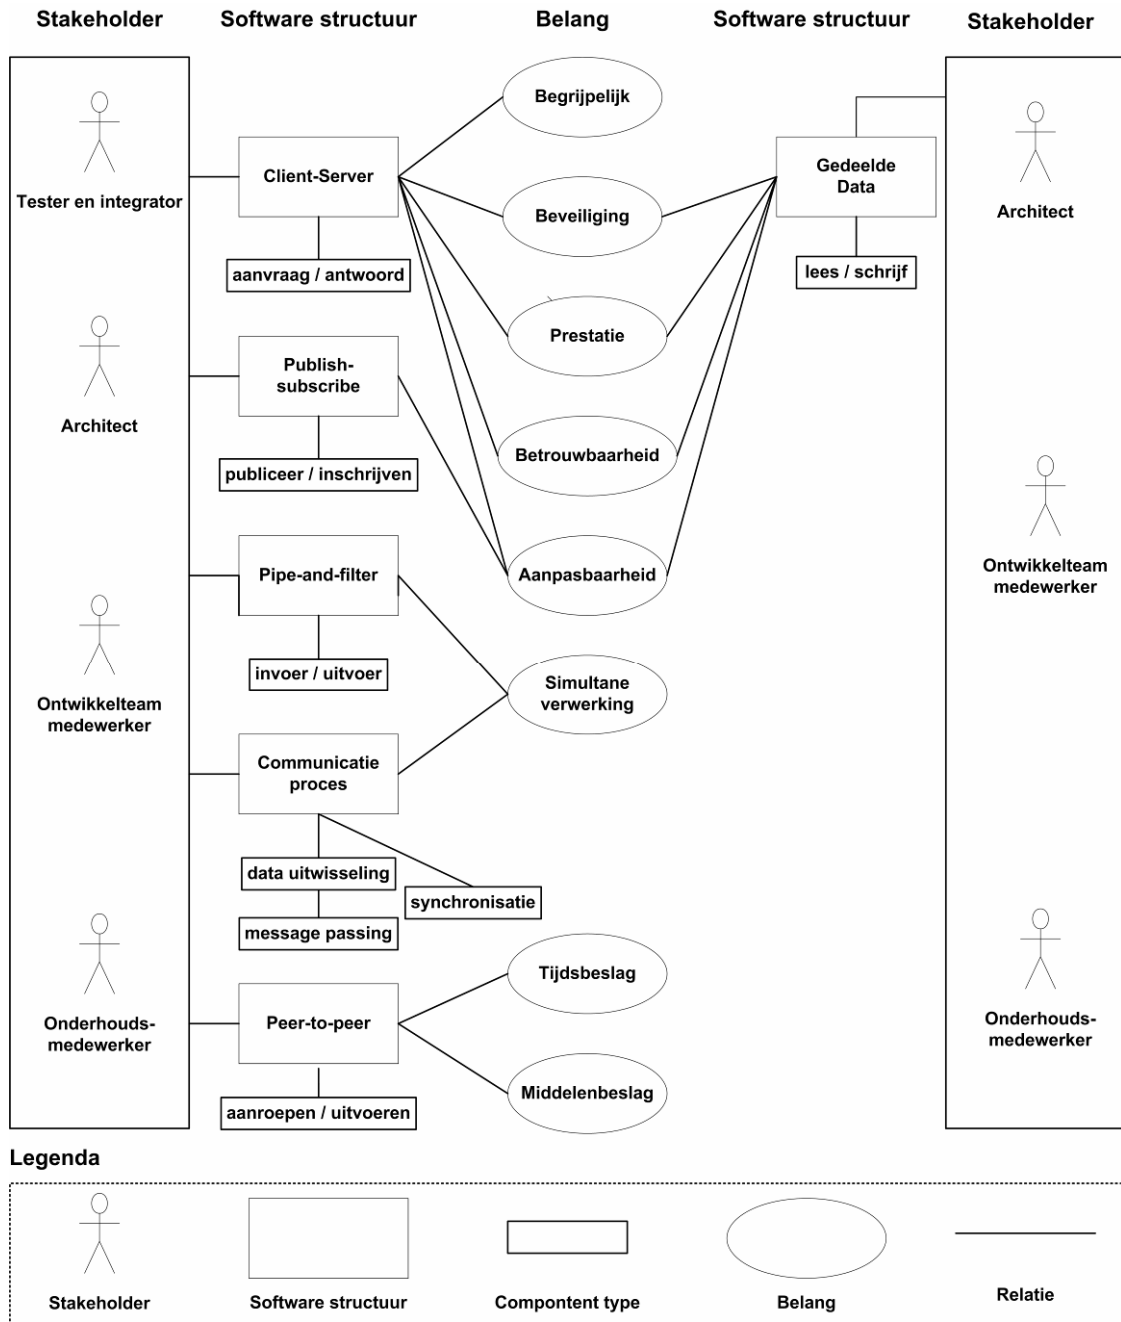 Stakeholder
Software structuur
Belang
Software structuur
Stakeholder
Tester en integrator
Architect
Ontwikkelteam
medewerker
Onderhouds-
medewerker
Client-Server
aanvraag / antwoord
Publish-
subscribe
publiceer / inschrijven
Pipe-and-filter
invoer / uitvoer
Communicatie
proces
data uitwisseling
synchronisatie
message passing
Peer-to-peer
aanroepen / uitvoeren
Begrijpelijk
Beveiliging
Prestatie
Betrouwbaarheid
Aanpasbaarheid
Simultane
verwerking
Tijdsbeslag
Middelenbeslag
Gedeelde
Data
lees / schrijf
Architect
Ontwikkelteam
medewerker
Onderhouds-
medewerker
Legenda
Stakeholder
Software structuur
Compontent type
Belang
Relatie